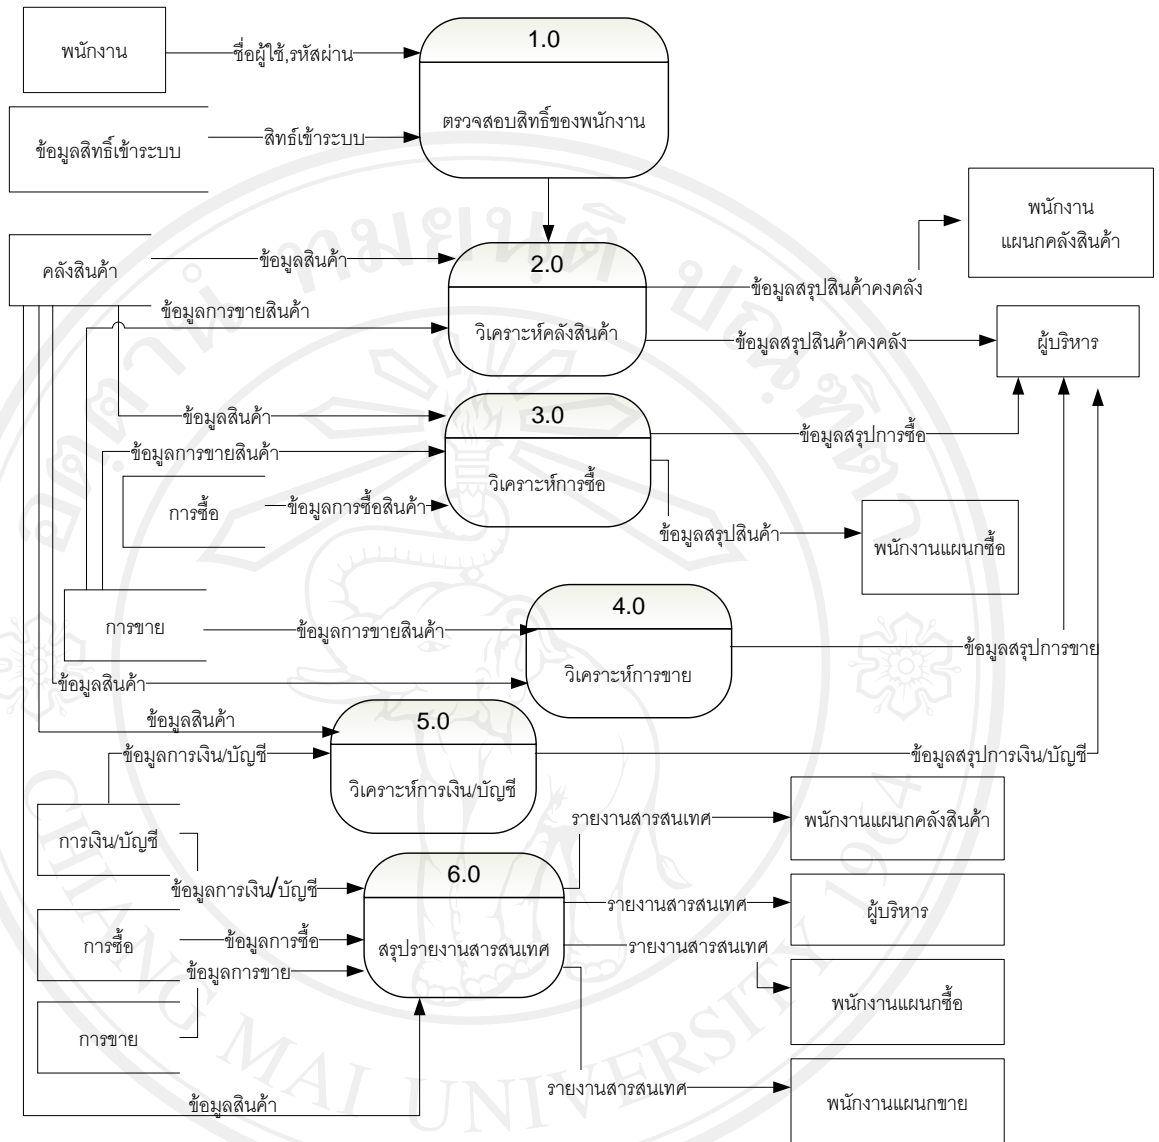 พนักงาน
ชื่อผู้ใช้,รหัสผ่าน
1.0
ตรวจสอบสิทธิ์ของพนักงาน
ข้อมูลสิทธิ์เข้าระบบ
สิทธ์เข้าระบบ
พนักงาน
แผนกคลังสินค้า
คลังสินค้า
ข้อมูลสินค้า
2.0
วิเคราะห์คลังสินค้า
ข้อมูลสรุปสินค้าคงคลัง
ข้อมูลการขายสินค้า
ข้อมูลสรุปสินค้าคงคลัง
ผู้บริหาร
ข้อมูลสินค้า
3.0
วิเคราะห์การซื้อ
ข้อมูลสรุปการซื้อ
ข้อมูลการขายสินค้า
การซื้อ
ข้อมูลการซื้อสินค้า
ข้อมูลสรุปสินค้า
พนักงานแผนกซื้อ
การขาย
ข้อมูลการขายสินค้า
4.0
วิเคราะห์การขาย
ข้อมูลสรุปการขาย
ข้อมูลสินค้า
ข้อมูลสินค้า
5.0
วิเคราะห์การเงิน/บัญชี
ข้อมูลการเงิน/บัญชี
ข้อมูลสรุปการเงิน/บัญชี
การเงิน/บัญชี
รายงานสารสนเทศ
พนักงานแผนกคลังสินค้า
ข้อมูลการเงิน/บัญชี
6.0
สรุปรายงานสารสนเทศ
รายงานสารสนเทศ
ผู้บริหาร
การซื้อ
ข้อมูลการซื้อ
รายงานสารสนเทศ
ข้อมูลการขาย
พนักงานแผนกซื้อ
การขาย
รายงานสารสนเทศ
พนักงานแผนกขาย
ข้อมูลสินค้า
อตฺตานํ ทมยนฺติ ปณฺฑิตา
CHIANG MAI UNIVERSITY 1964